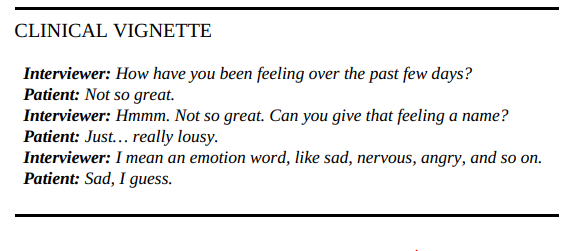 CLINICAL VIGNETTE
Interviewer: How have you been feeling over the past few days?
Patient: Not so great.
Interviewer: Hmmm. Not so great. Can you give that feeling a name?
Patient: Just… really lousy.
Interviewer: I mean an emotion word, like sad, nervous, angry, and so on.
Patient: Sad, I guess.